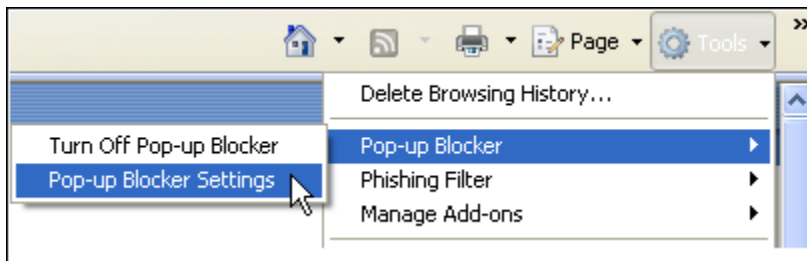 Page Tools »
Delete Browsing History...
Pop-up Blocker
Turn Off Pop-up Blocker
Pop-up Blocker Settings
Phishing Filter
Manage Add-ons